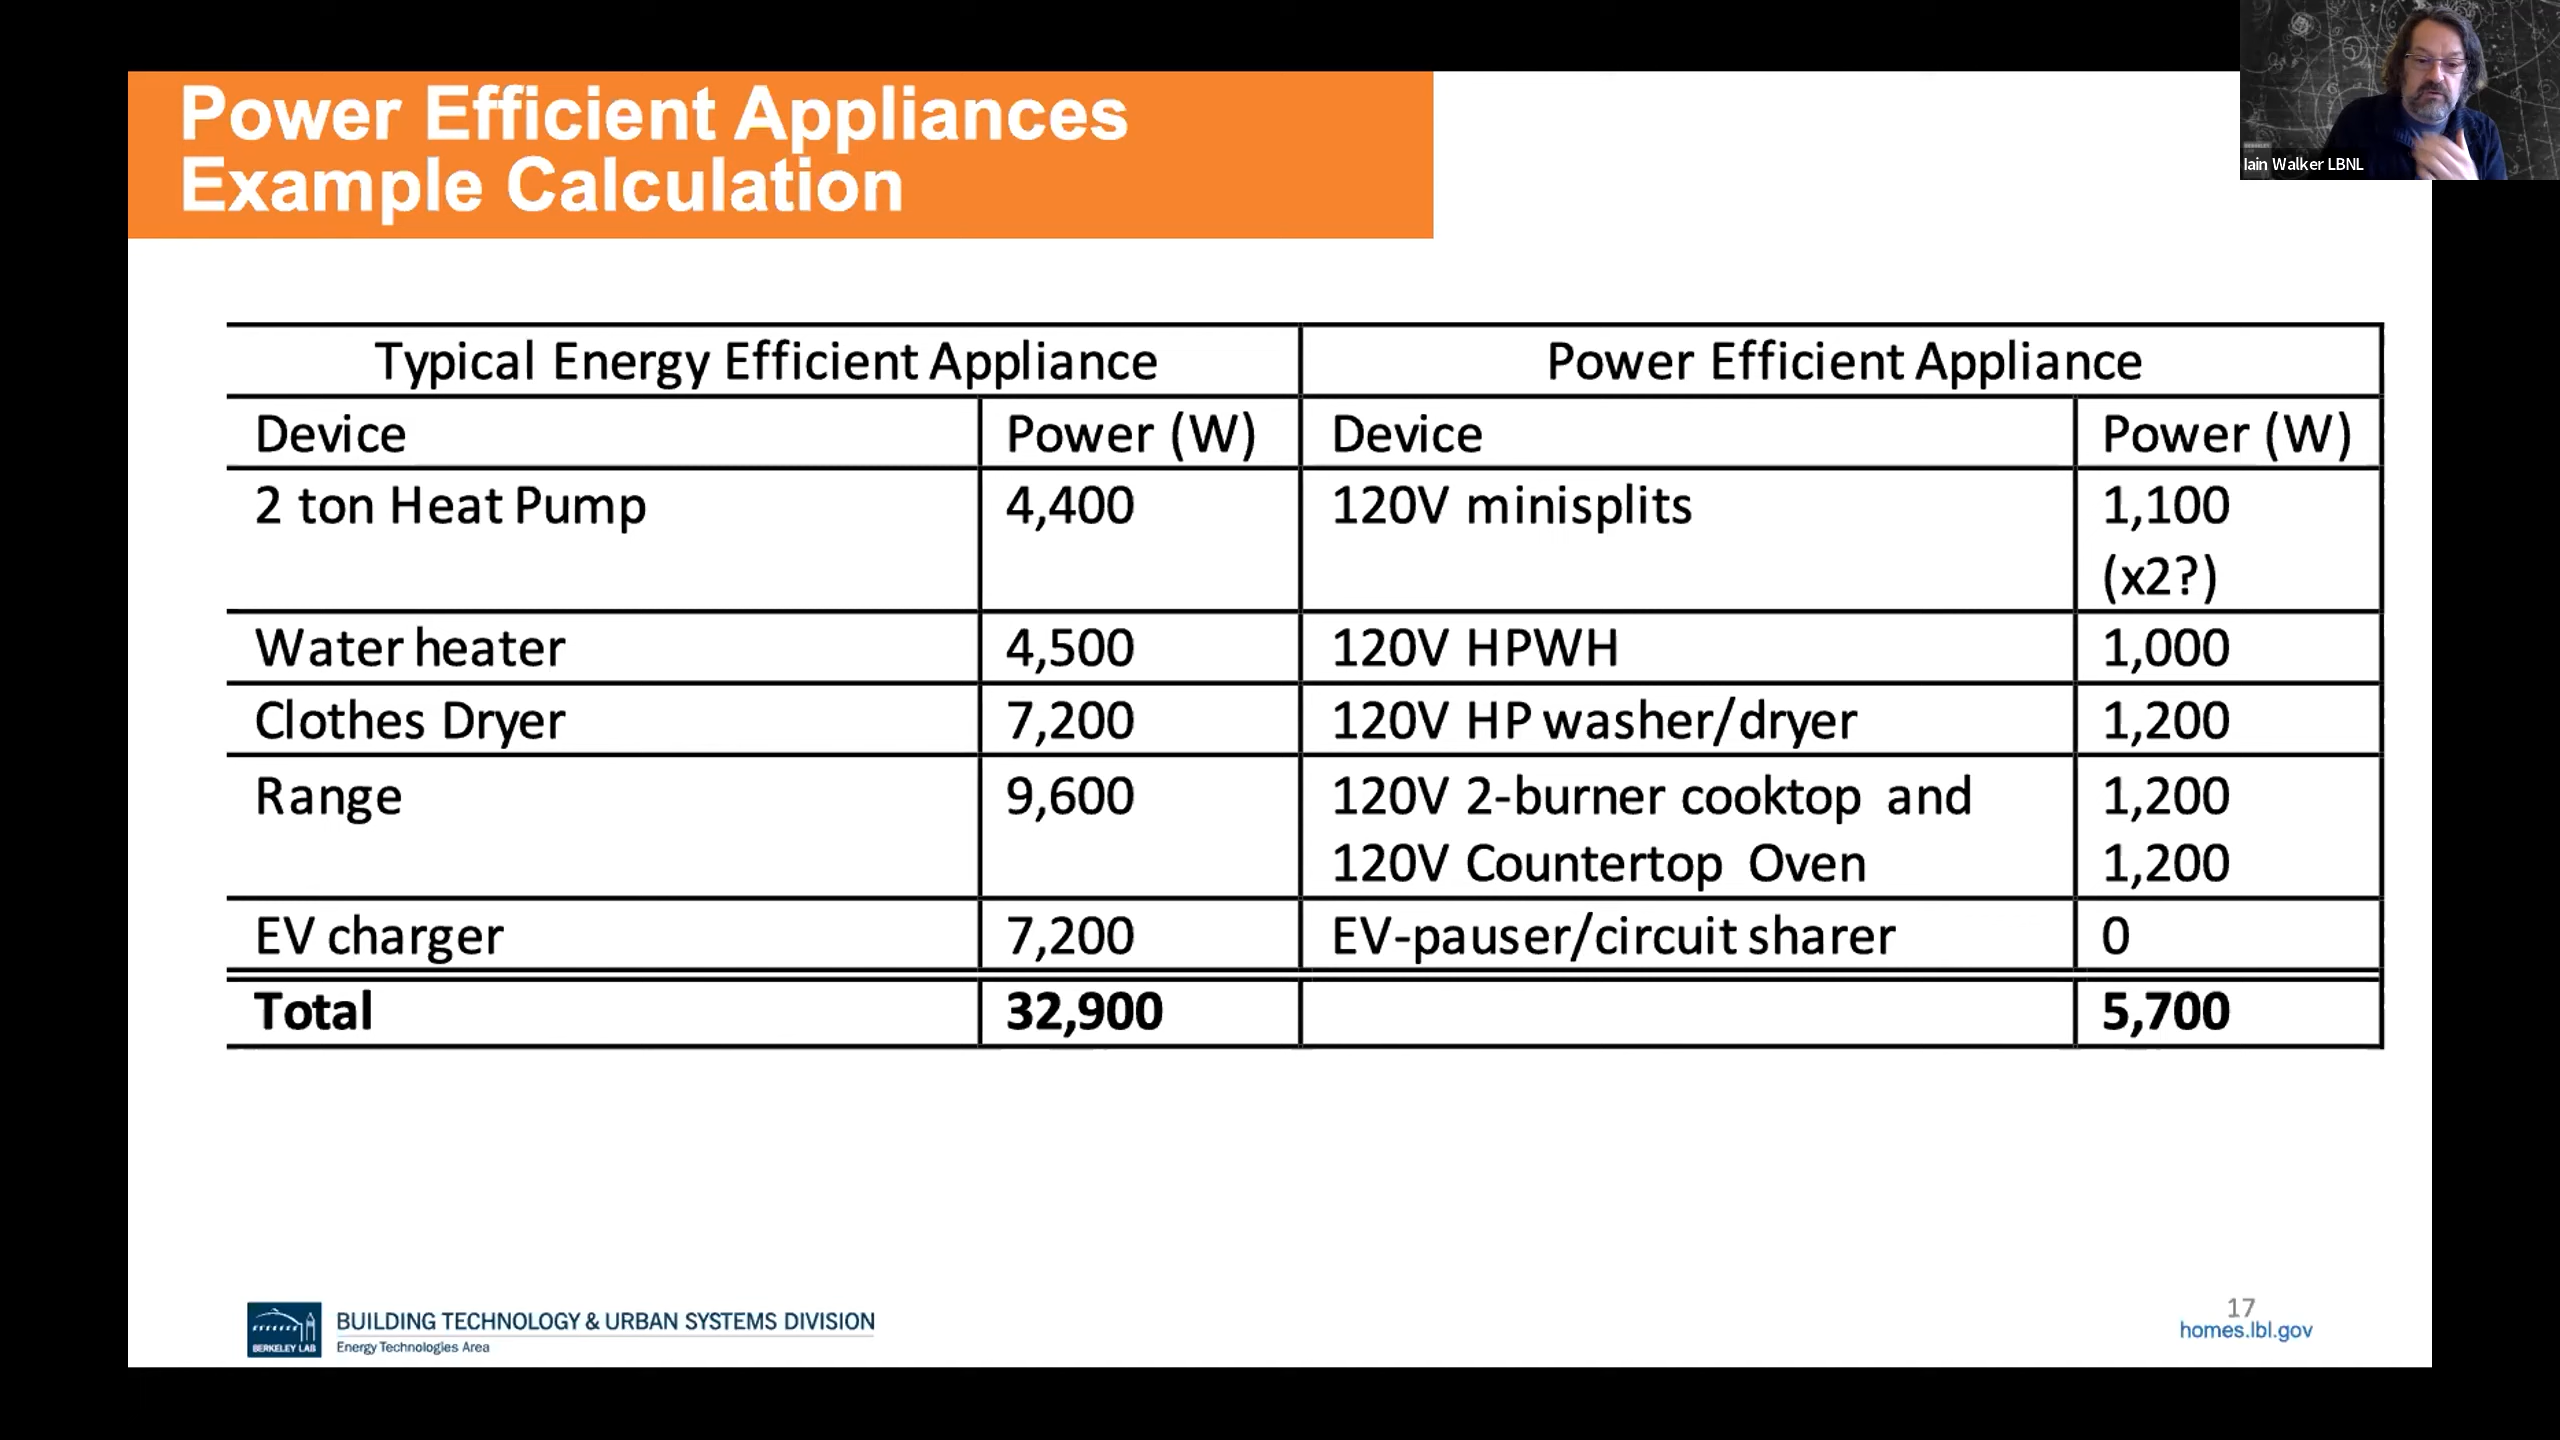 Power Efficient Appliances
Example Calculation
Iain Walker LBNL
Typical Energy Efficient Appliance Power Efficient Appliance
Device Power (W) Device Power (W)
2 ton Heat Pump 4,400 120V minisplits 1,100
(x2?)
Water heater 4,500 120V HPWH 1,000
Clothes Dryer 7,200 120V HP washer/dryer 1,200
Range 9,600 120V 2-burner cooktop and 1,200
120V Countertop Oven 1,200
EV charger 7,200 EV-pauser/circuit sharer 0
Total 32,900 5,700
BERKELEY LAB
BUILDING TECHNOLOGY & URBAN SYSTEMS DIVISION
Energy Technologies Area
17
homes.lbl.gov